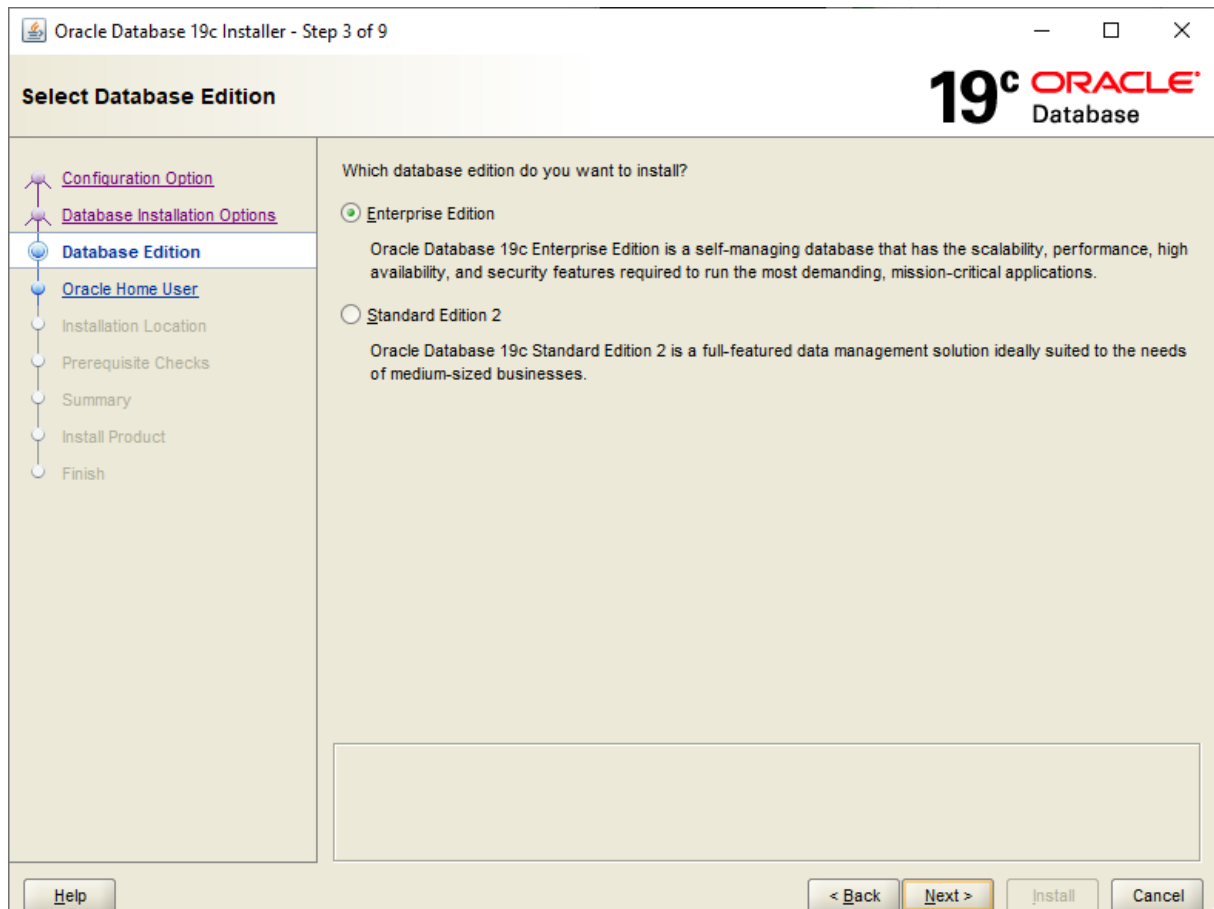 Oracle Database 19c Installer - Step 3 of 9
Select Database Edition
19c ORACLE
Database
Configuration Option
Database Installation Options
Database Edition
Oracle Home User
Installation Location
Prerequisite Checks
Summary
Install Product
Finish
Which database edition do you want to install?
Enterprise Edition
Oracle Database 19c Enterprise Edition is a self-managing database that has the scalability, performance, high
availability, and security features required to run the most demanding, mission-critical applications.
Standard Edition 2
Oracle Database 19c Standard Edition 2 is a full-featured data management solution ideally suited to the needs
of medium-sized businesses.
Help
< Back
Next >
Install
Cancel